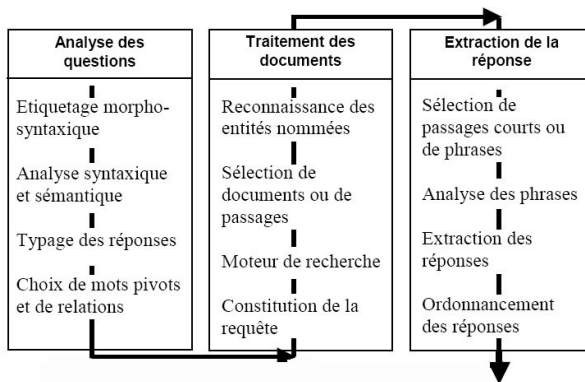 Analyse des
questions
Etiquetage morpho-
syntaxique
Analyse syntaxique
et sémantique
Typage des réponses
Choix de mots pivots
et de relations
Traitement des
documents
Reconnaissance des
entités nommées
Sélection de
documents ou de
passages
Moteur de recherche
Constitution de la
requête
Extraction de la
réponse
Sélection de
passages courts ou
de phrases
Analyse des phrases
Extraction des
réponses
Ordonnancement
des réponses